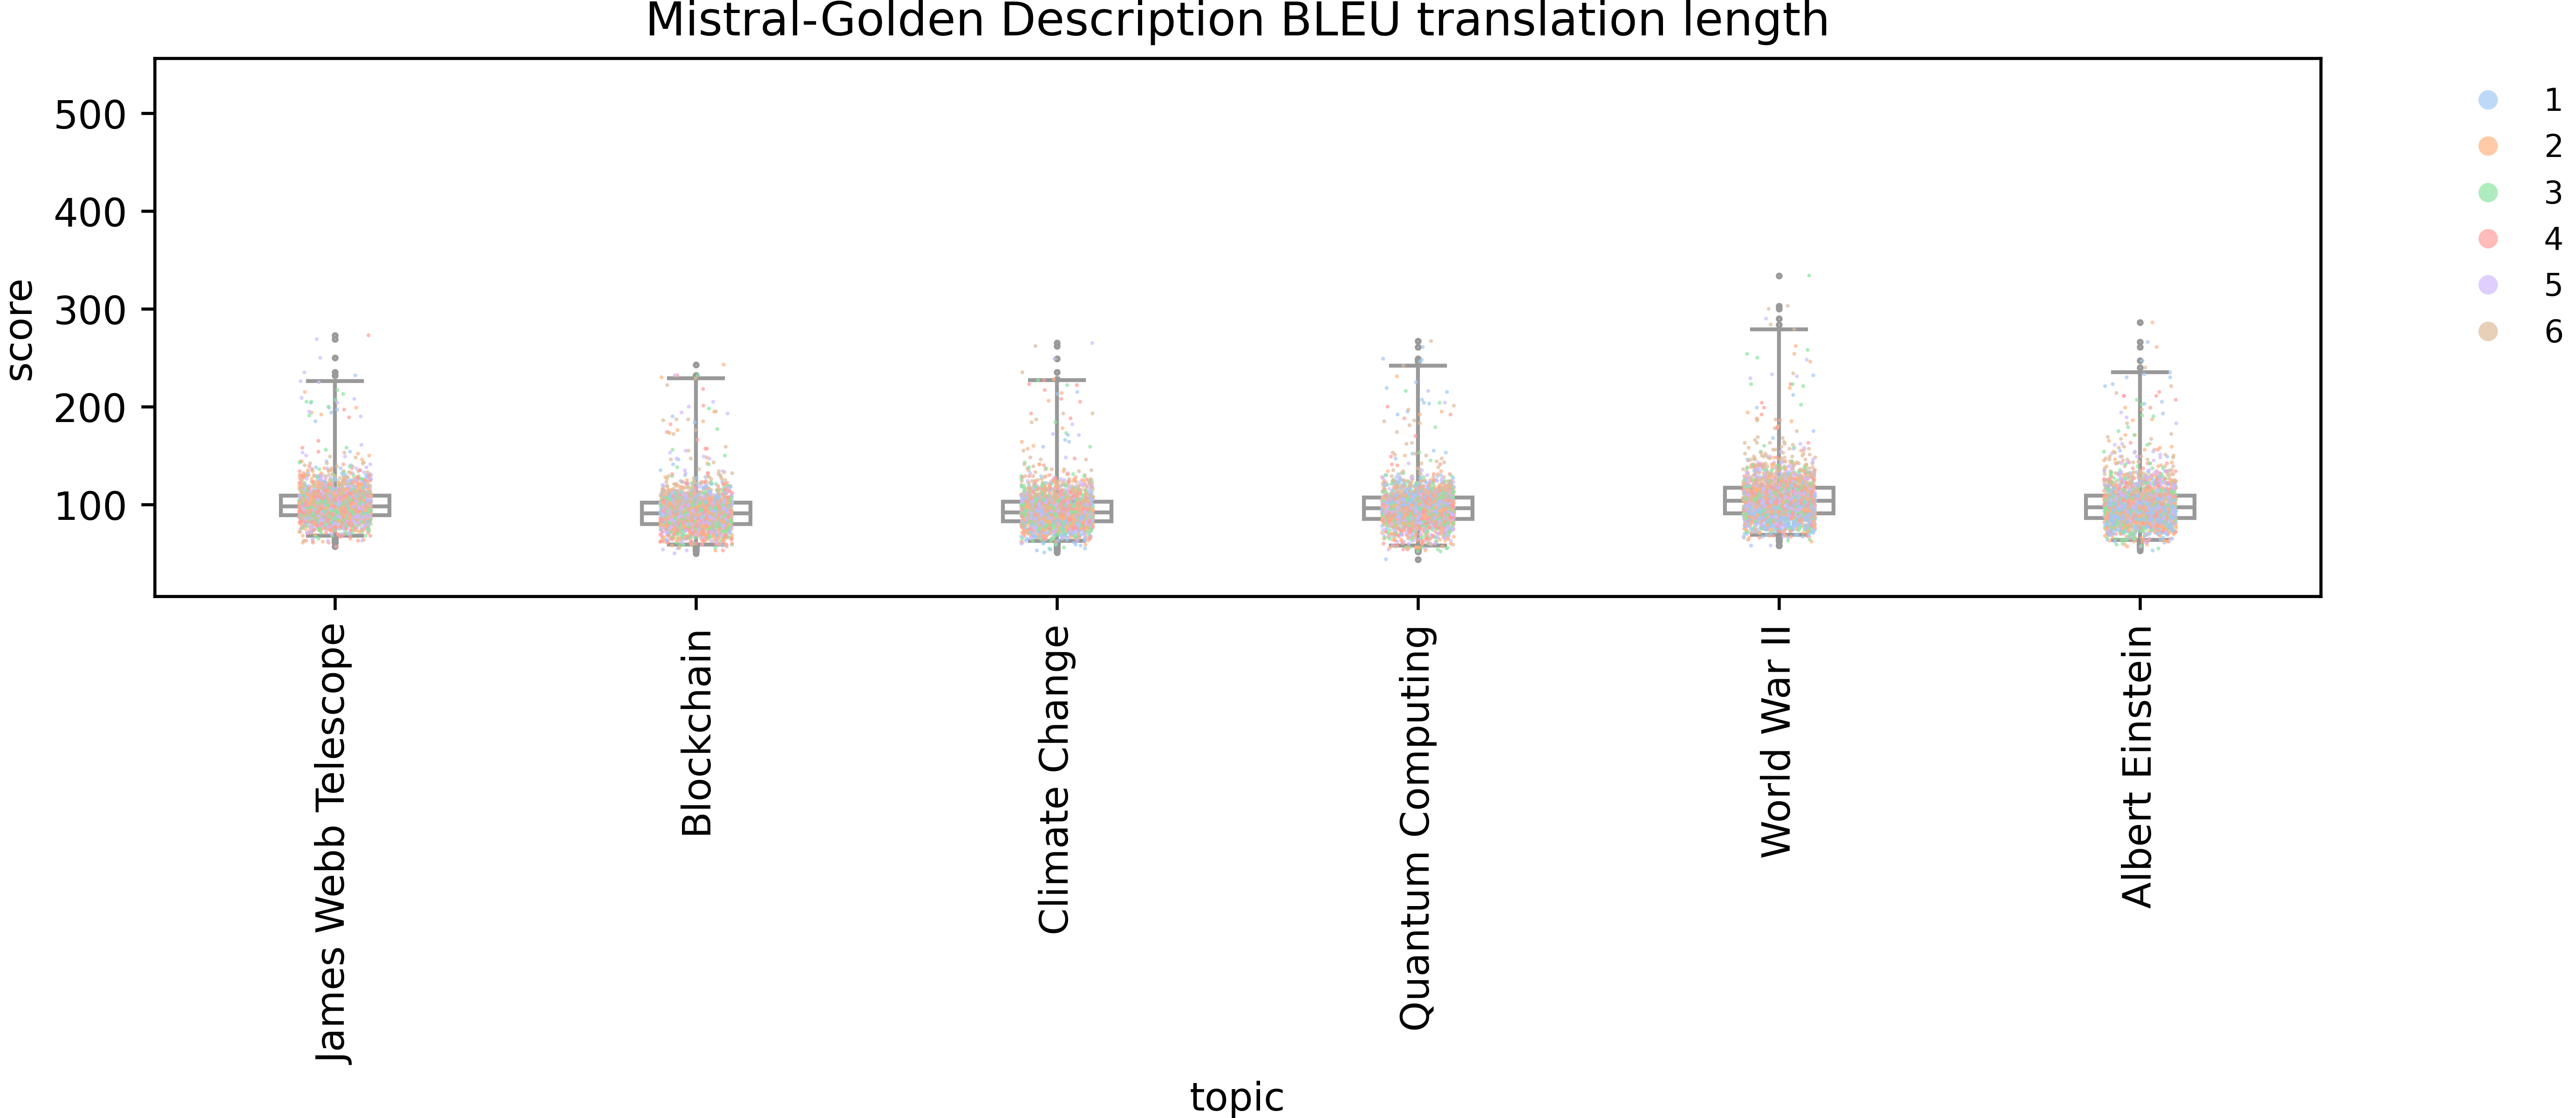 Mistral-Golden Description BLEU translation length
500
400
300
200
100
score
1
2
3
4
5
6
James Webb Telescope
Blockchain
Climate Change
Quantum Computing
World War II
Albert Einstein
topic